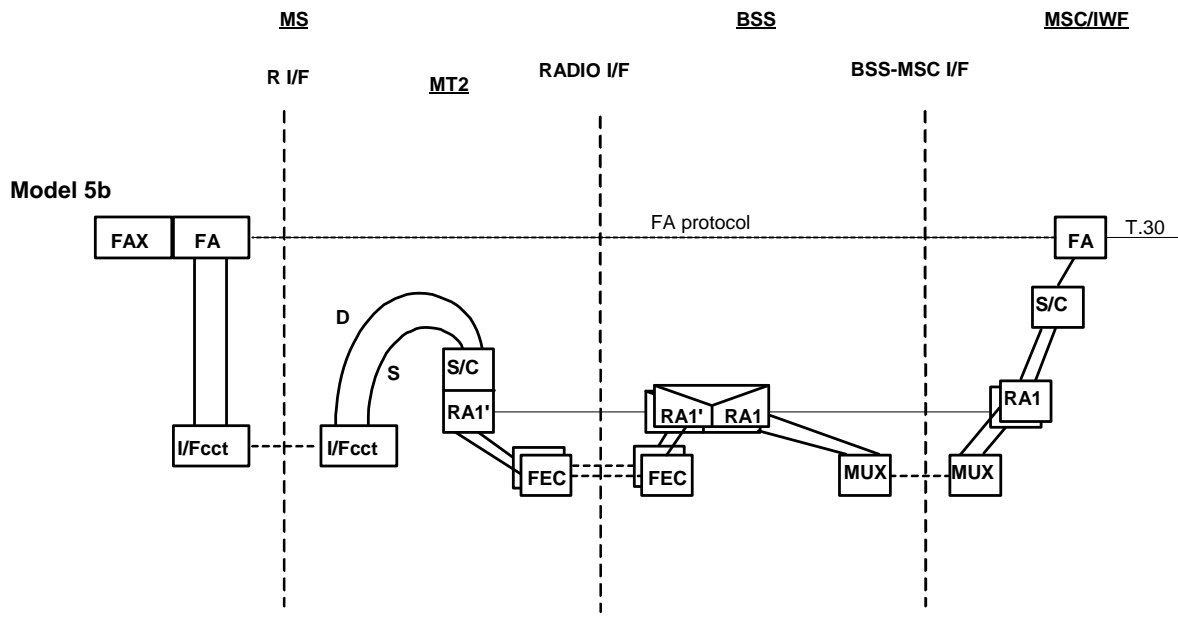 MS
BSS
MSC/IWF
R I/F
MT2
RADIO I/F
BSS-MSC I/F
Model 5b
FAX
FA
FA protocol
FA
T.30
S/C
D
S
S/C
RA1'
RA1'
RA1
RA1
I/Fcct
I/Fcct
FEC
FEC
MUX
MUX